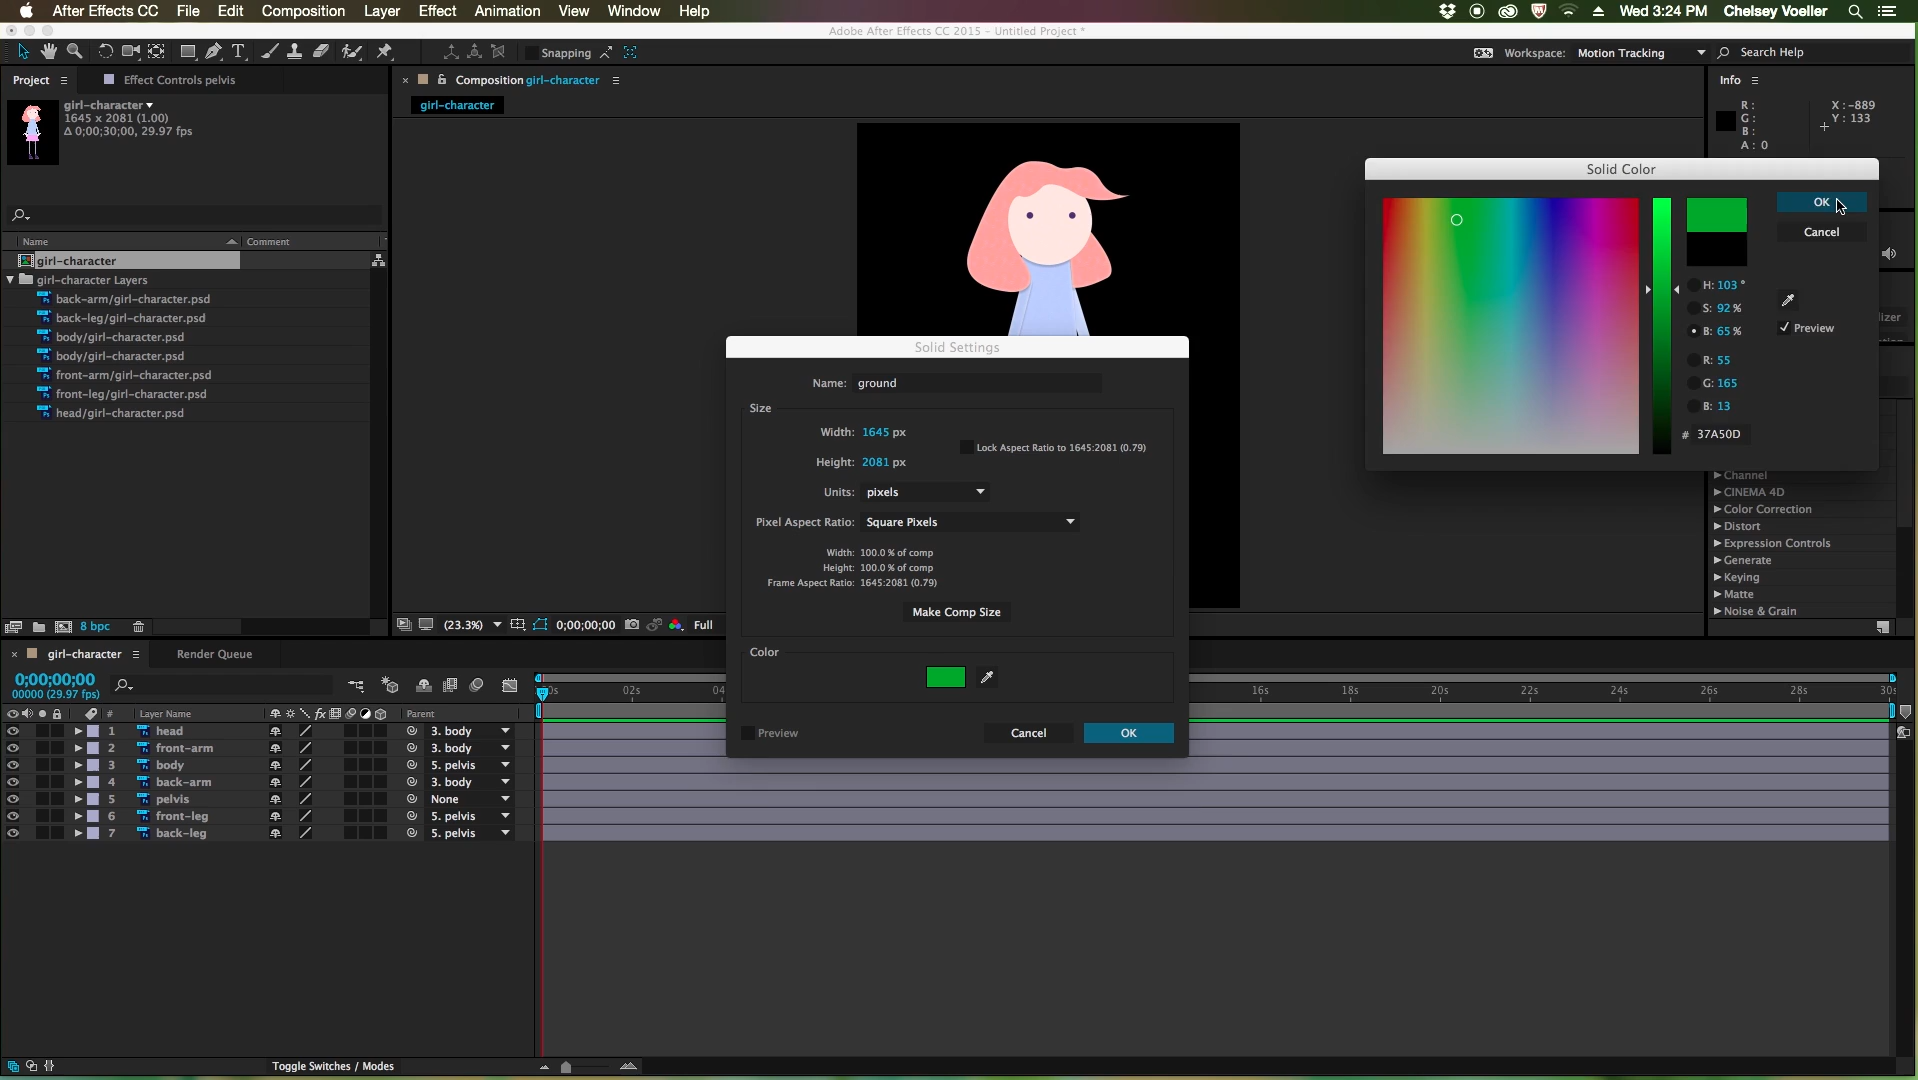 After Effects CC File Edit Composition Layer Effect Animation View Window Help Wed 3:24 PM Chelsey Voeller
Adobe After Effects CC 2015 - Untitled Project *
Snapping Workspace: Motion Tracking Search Help
Project Effect Controls pelvis Composition girl-character Info
girl-character
1645 x 2081 (1.00)
Δ 0;00;30;00, 29.97 fps
girl-character
R:
G:
B:
A: 0
X: -889
Y: 133
Name Comment
girl-character
girl-character Layers
back-arm/girl-character.psd
back-leg/girl-character.psd
body/girl-character.psd
body/girl-character.psd
front-arm/girl-character.psd
front-leg/girl-character.psd
head/girl-character.psd
8 bpc
Solid Color
OK
Cancel
H: 103 °
S: 92 %
B: 65 %
Preview
R: 55
G: 165
B: 13
# 37A50D
lizer
Channel
CINEMA 4D
Color Correction
Distort
Expression Controls
Generate
Keying
Matte
Noise & Grain
Solid Settings
Name: ground
Size
Width: 1645 px
Lock Aspect Ratio to 1645:2081 (0.79)
Height: 2081 px
Units: pixels
Pixel Aspect Ratio: Square Pixels
Width: 100.0 % of comp
Height: 100.0 % of comp
Frame Aspect Ratio: 1645:2081 (0.79)
Make Comp Size
Color
Preview Cancel OK
(23.3%) 0;00;00;00 Full
girl-character Render Queue
0;00;00;00
00000 (29.97 fps)
0s 02s 04 16s 18s 20s 22s 24s 26s 28s 30s
# Layer Name fx Parent
1 head 3. body
2 front-arm 3. body
3 body 5. pelvis
4 back-arm 3. body
5 pelvis None
6 front-leg 5. pelvis
7 back-leg 5. pelvis
Toggle Switches / Modes